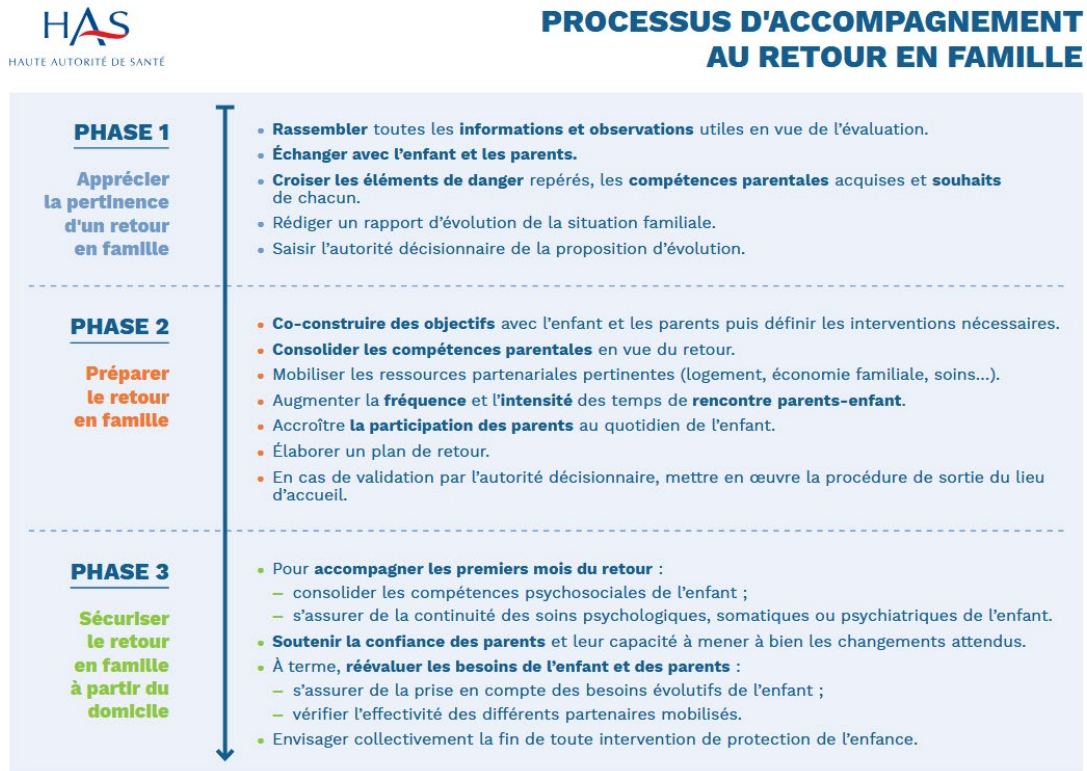 HAS
HAUTE AUTORITÉ DE SANTÉ
PROCESSUS D'ACCOMPAGNEMENT
AU RETOUR EN FAMILLE
PHASE 1
Apprécier
la pertinence
d'un retour
en famille
• Rassembler toutes les informations et observations utiles en vue de l'évaluation.
• Échanger avec l'enfant et les parents.
• Croiser les éléments de danger repérés, les compétences parentales acquises et souhaits
de chacun.
• Rédiger un rapport d'évolution de la situation familiale.
• Saisir l'autorité décisionnaire de la proposition d'évolution.
PHASE 2
Préparer
le retour
en famille
• Co-construire des objectifs avec l'enfant et les parents puis définir les interventions nécessaires.
• Consolider les compétences parentales en vue du retour.
• Mobiliser les ressources partenariales pertinentes (logement, économie familiale, soins...).
• Augmenter la fréquence et l'intensité des temps de rencontre parents-enfant.
• Accroître la participation des parents au quotidien de l'enfant.
• Élaborer un plan de retour.
• En cas de validation par l'autorité décisionnaire, mettre en œuvre la procédure de sortie du lieu
d'accueil.
PHASE 3
Sécuriser
le retour
en famille
à partir du
domicile
• Pour accompagner les premiers mois du retour :
– consolider les compétences psychosociales de l'enfant ;
– s'assurer de la continuité des soins psychologiques, somatiques ou psychiatriques de l'enfant.
• Soutenir la confiance des parents et leur capacité à mener à bien les changements attendus.
• À terme, réévaluer les besoins de l'enfant et des parents :
– s'assurer de la prise en compte des besoins évolutifs de l'enfant ;
– vérifier l'effectivité des différents partenaires mobilisés.
• Envisager collectivement la fin de toute intervention de protection de l'enfance.